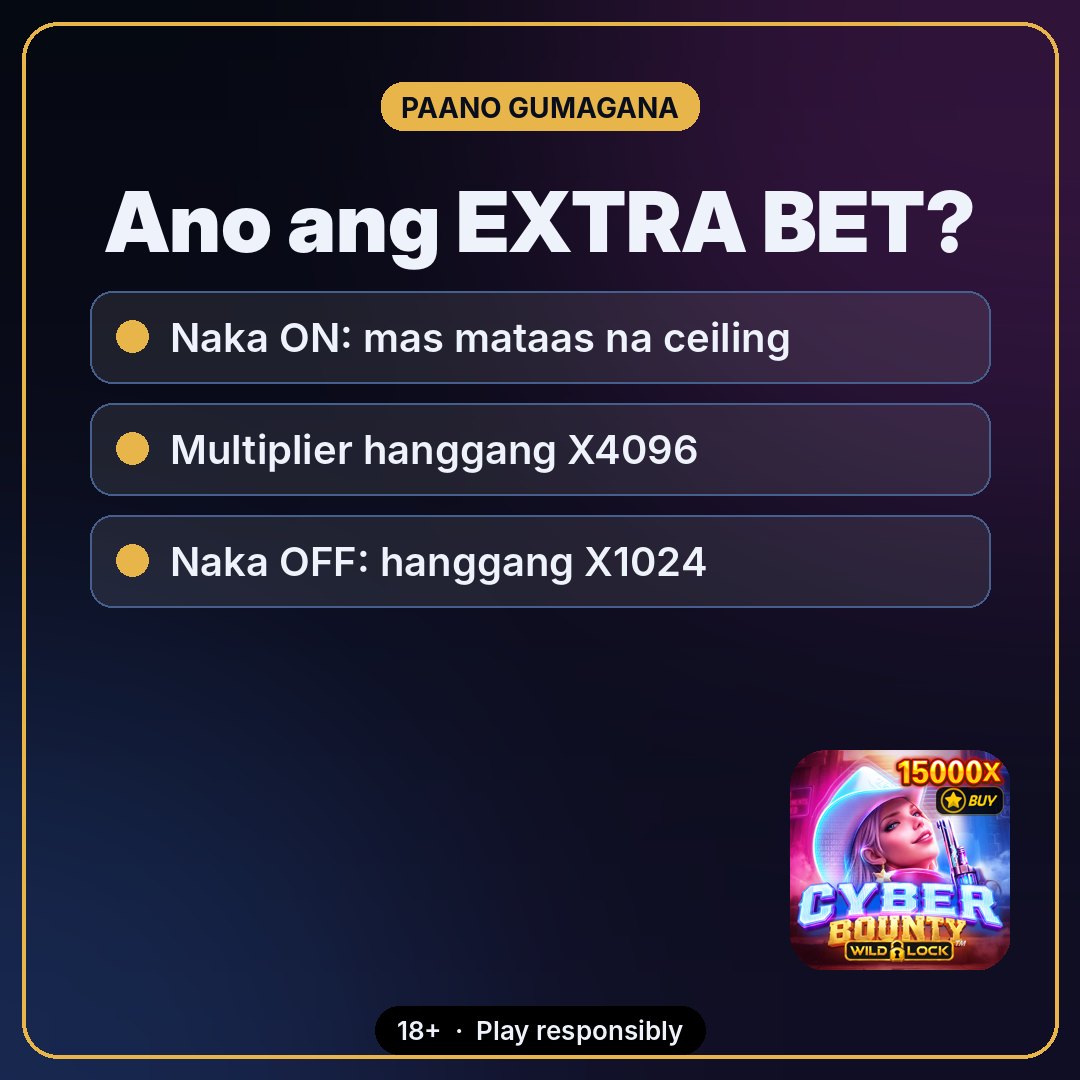 PAANO GUMAGANA
Ano ang EXTRA BET?
Naka ON: mas mataas na ceiling
Multiplier hanggang X4096
Naka OFF: hanggang X1024
15000X
BUY
CYBER
BOUNTY™
WILD LOCK
18+ · Play responsibly